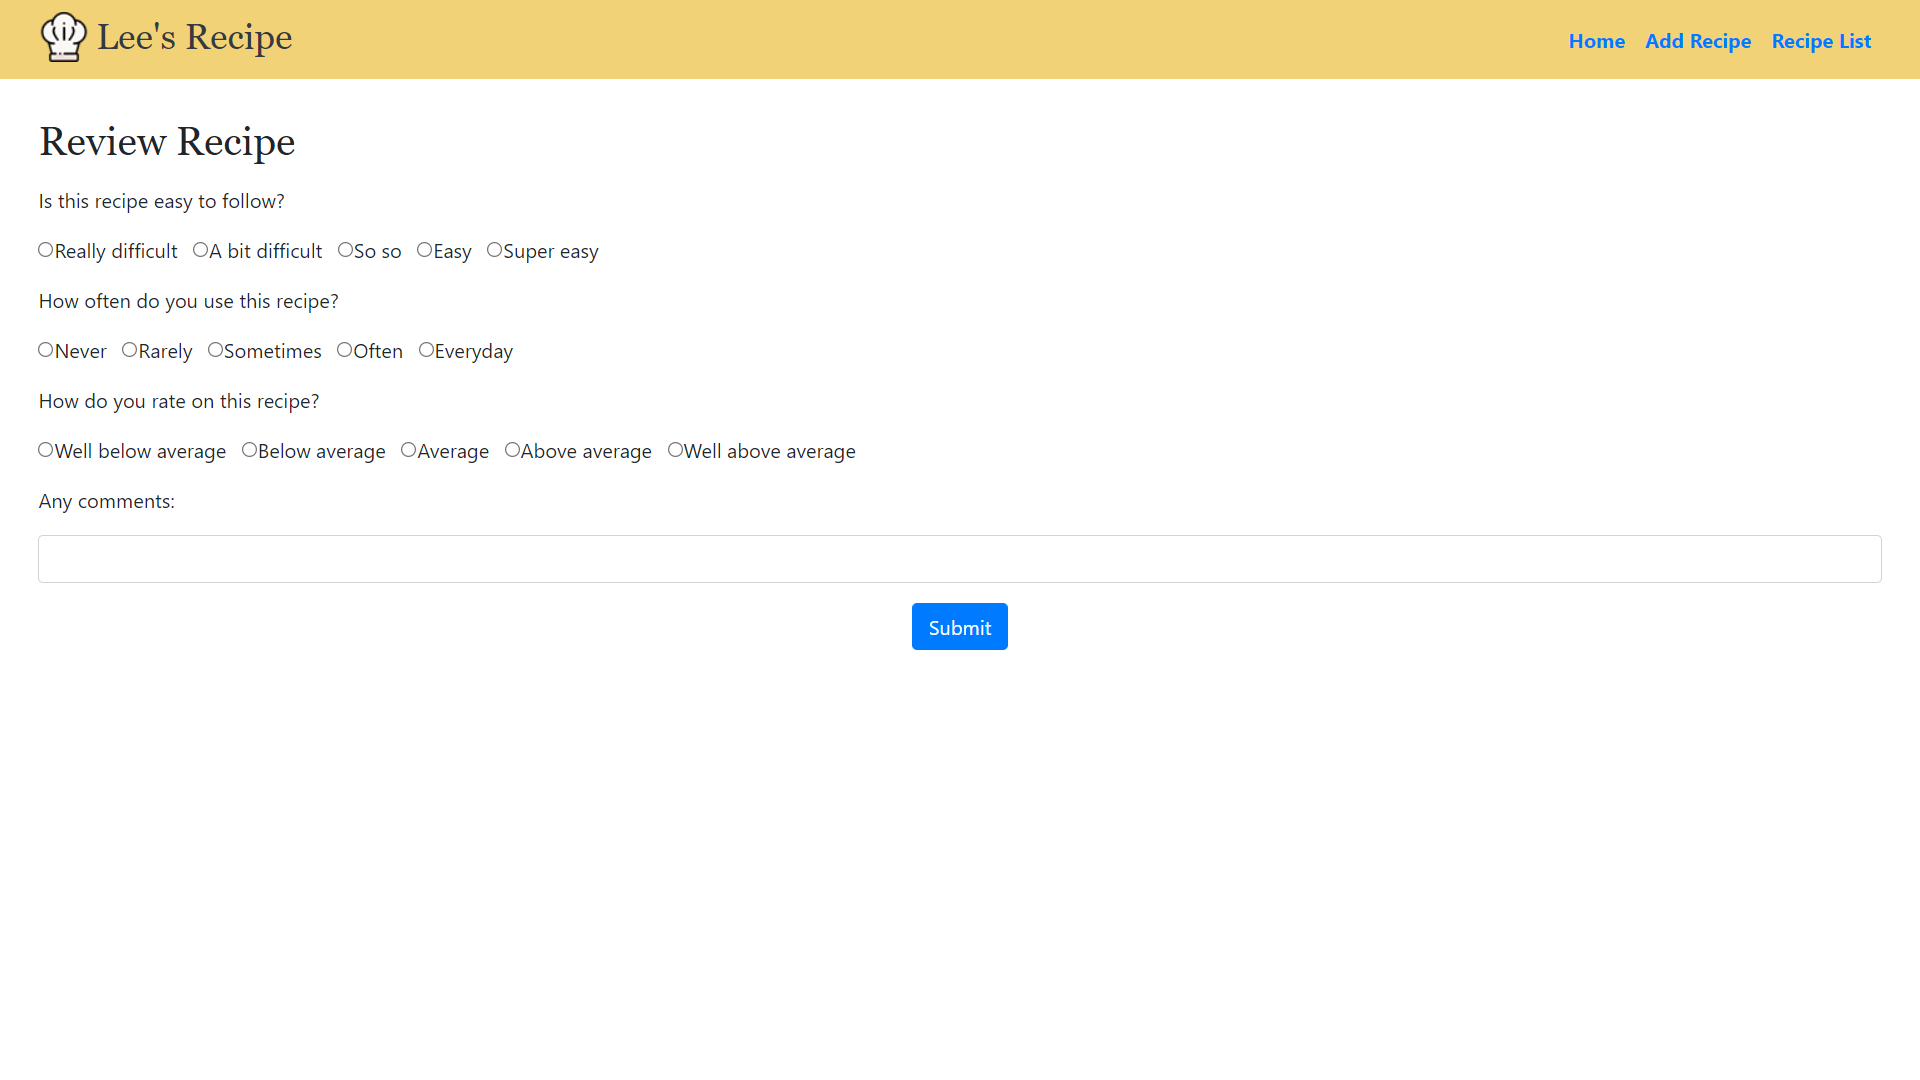 Lee's Recipe
Home Add Recipe Recipe List
Review Recipe
Is this recipe easy to follow?
Really difficult A bit difficult So so Easy Super easy
How often do you use this recipe?
Never Rarely Sometimes Often Everyday
How do you rate on this recipe?
Well below average Below average Average Above average Well above average
Any comments:
Submit